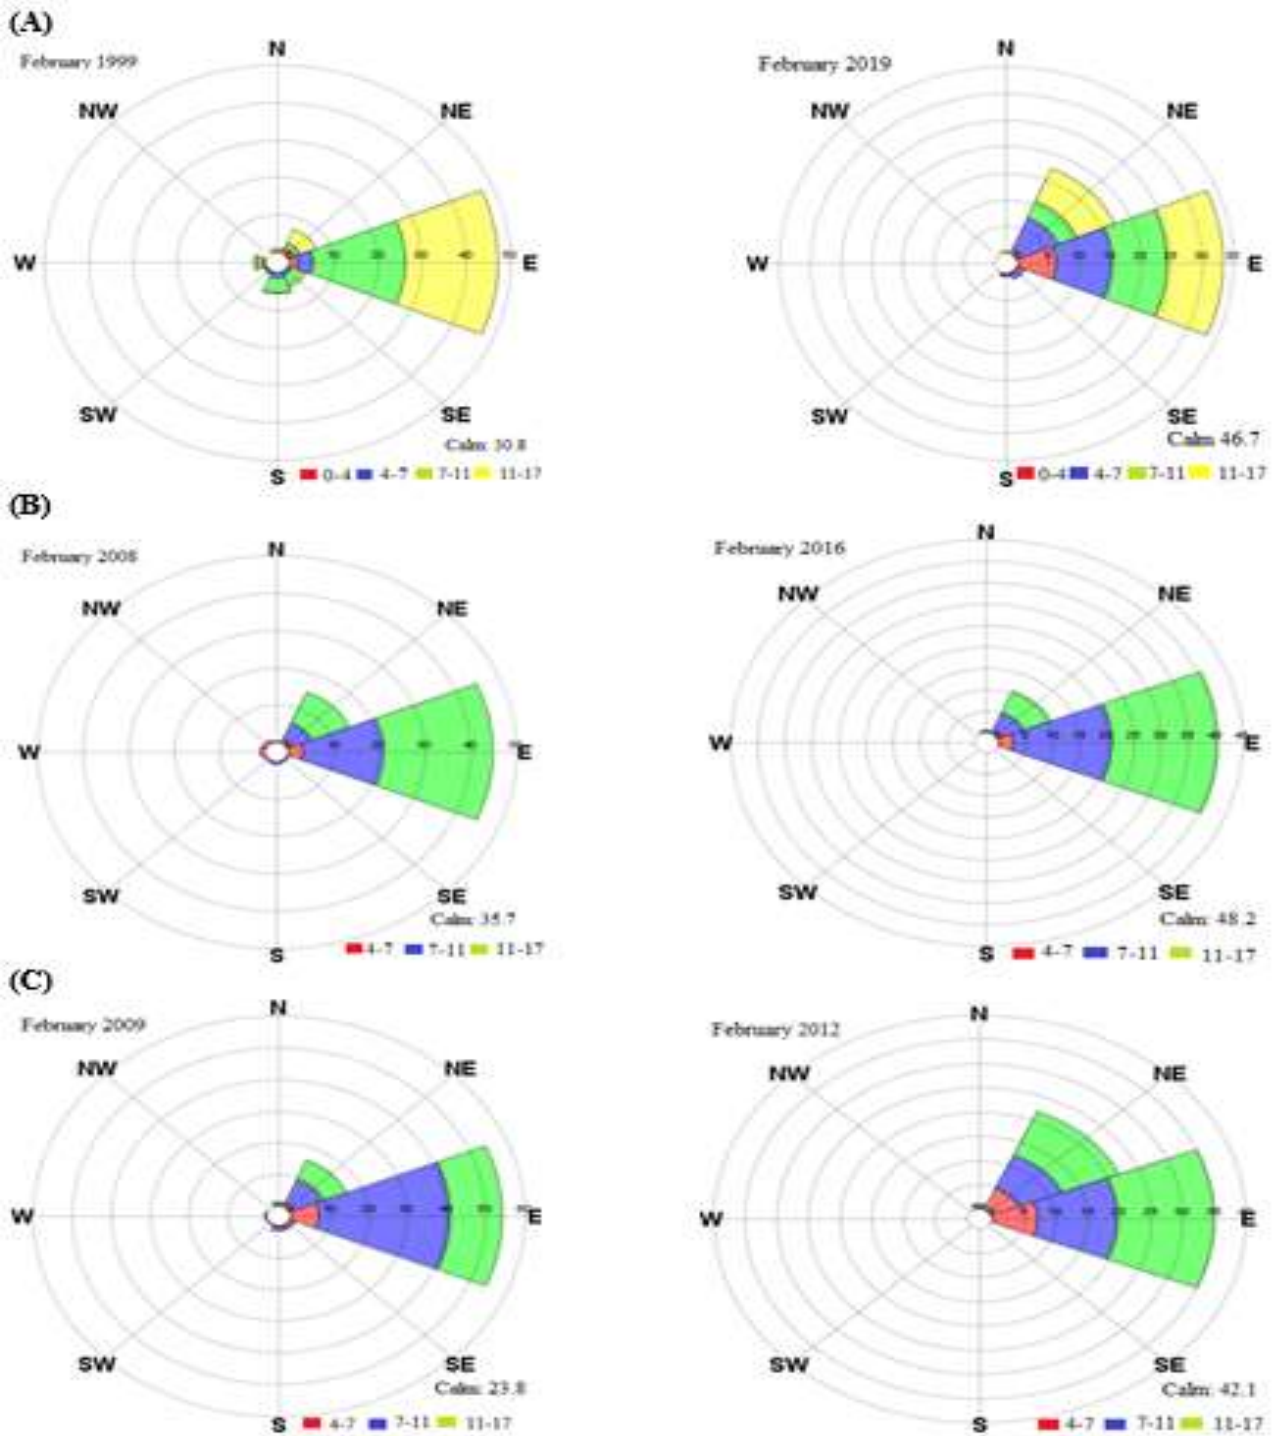 (A)
February 1999
N
NW
NE
W
E
SW
SE
Calm: 30.8
S
0-4 4-7 7-11 11-17
February 2019
N
NW
NE
W
E
SW
SE
Calm 46.7
S
0-4 4-7 7-11 11-17
(B)
February 2008
N
NW
NE
W
E
SW
SE
Calm: 35.7
S
4-7 7-11 11-17
February 2016
N
NW
NE
W
E
SW
SE
Calm: 48.2
S
4-7 7-11 11-17
(C)
February 2009
N
NW
NE
W
E
SW
SE
Calm: 23.8
S
4-7 7-11 11-17
February 2012
N
NW
NE
W
E
SW
SE
Calm: 42.1
S
4-7 7-11 11-17